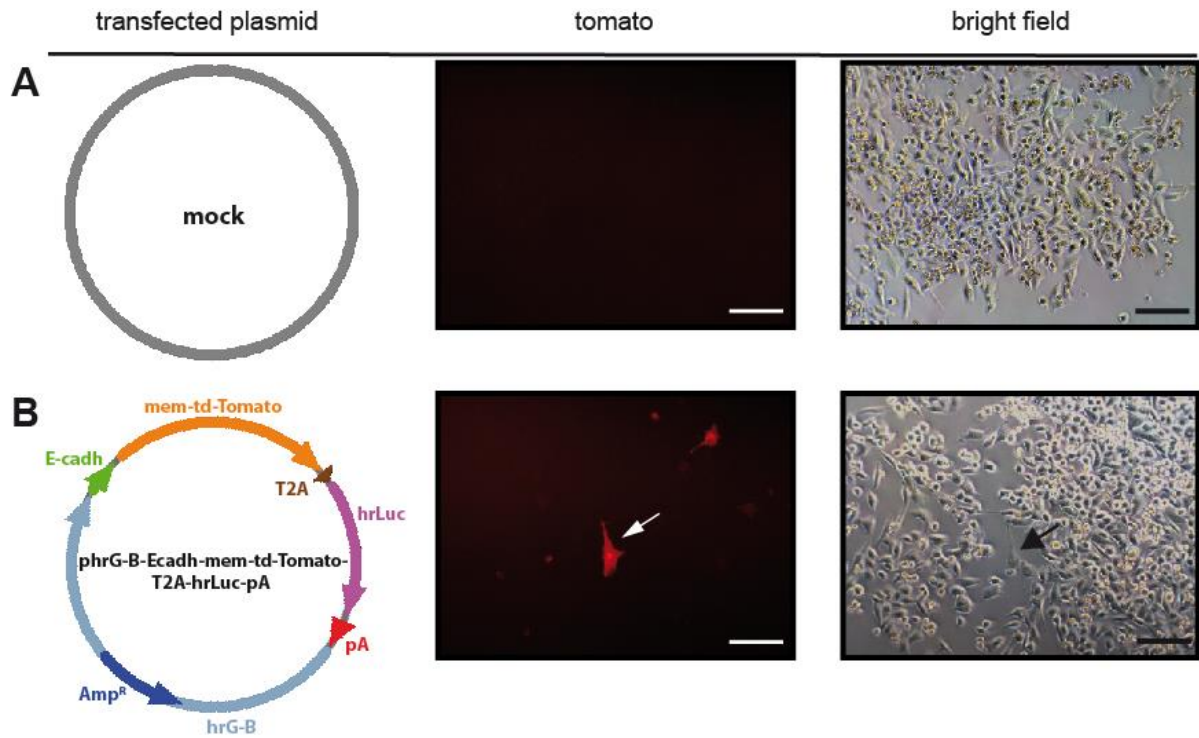 transfected plasmid tomato bright field
A
mock
B
mem-td-Tomato
E-cadh
T2A
hrLuc
phrG-B-Ecadh-mem-td-Tomato-
T2A-hrLuc-pA
pA
Ampᴿ
hrG-B